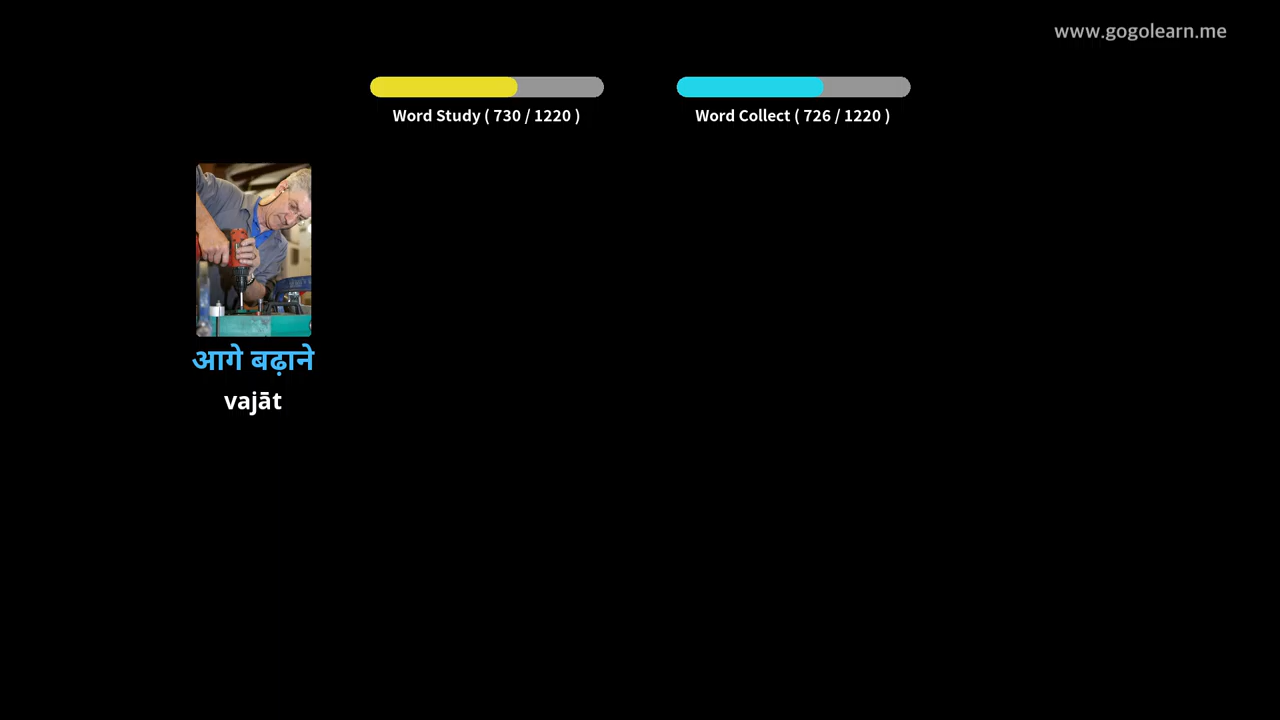 www.gogolearn.me
Word Study ( 730 / 1220 )
Word Collect ( 726 / 1220 )
आगे बढ़ाने
vajāt